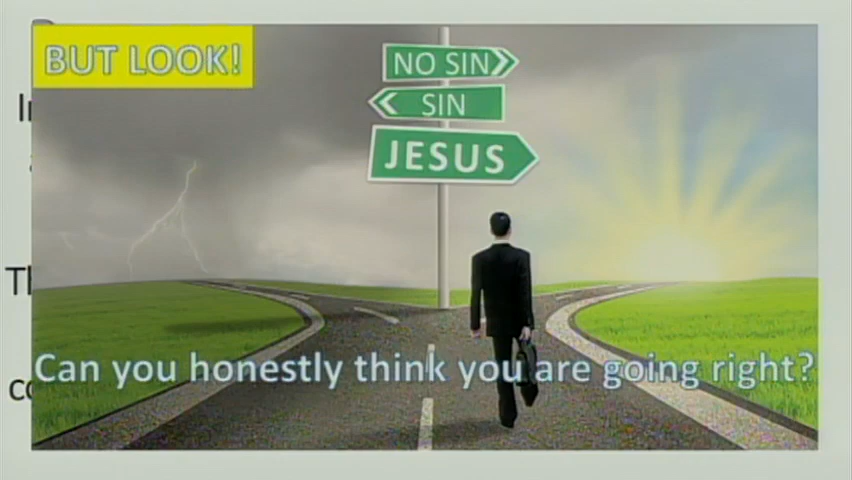 BUT LOOK!
NO SIN
SIN
JESUS
Can you honestly think you are going right?